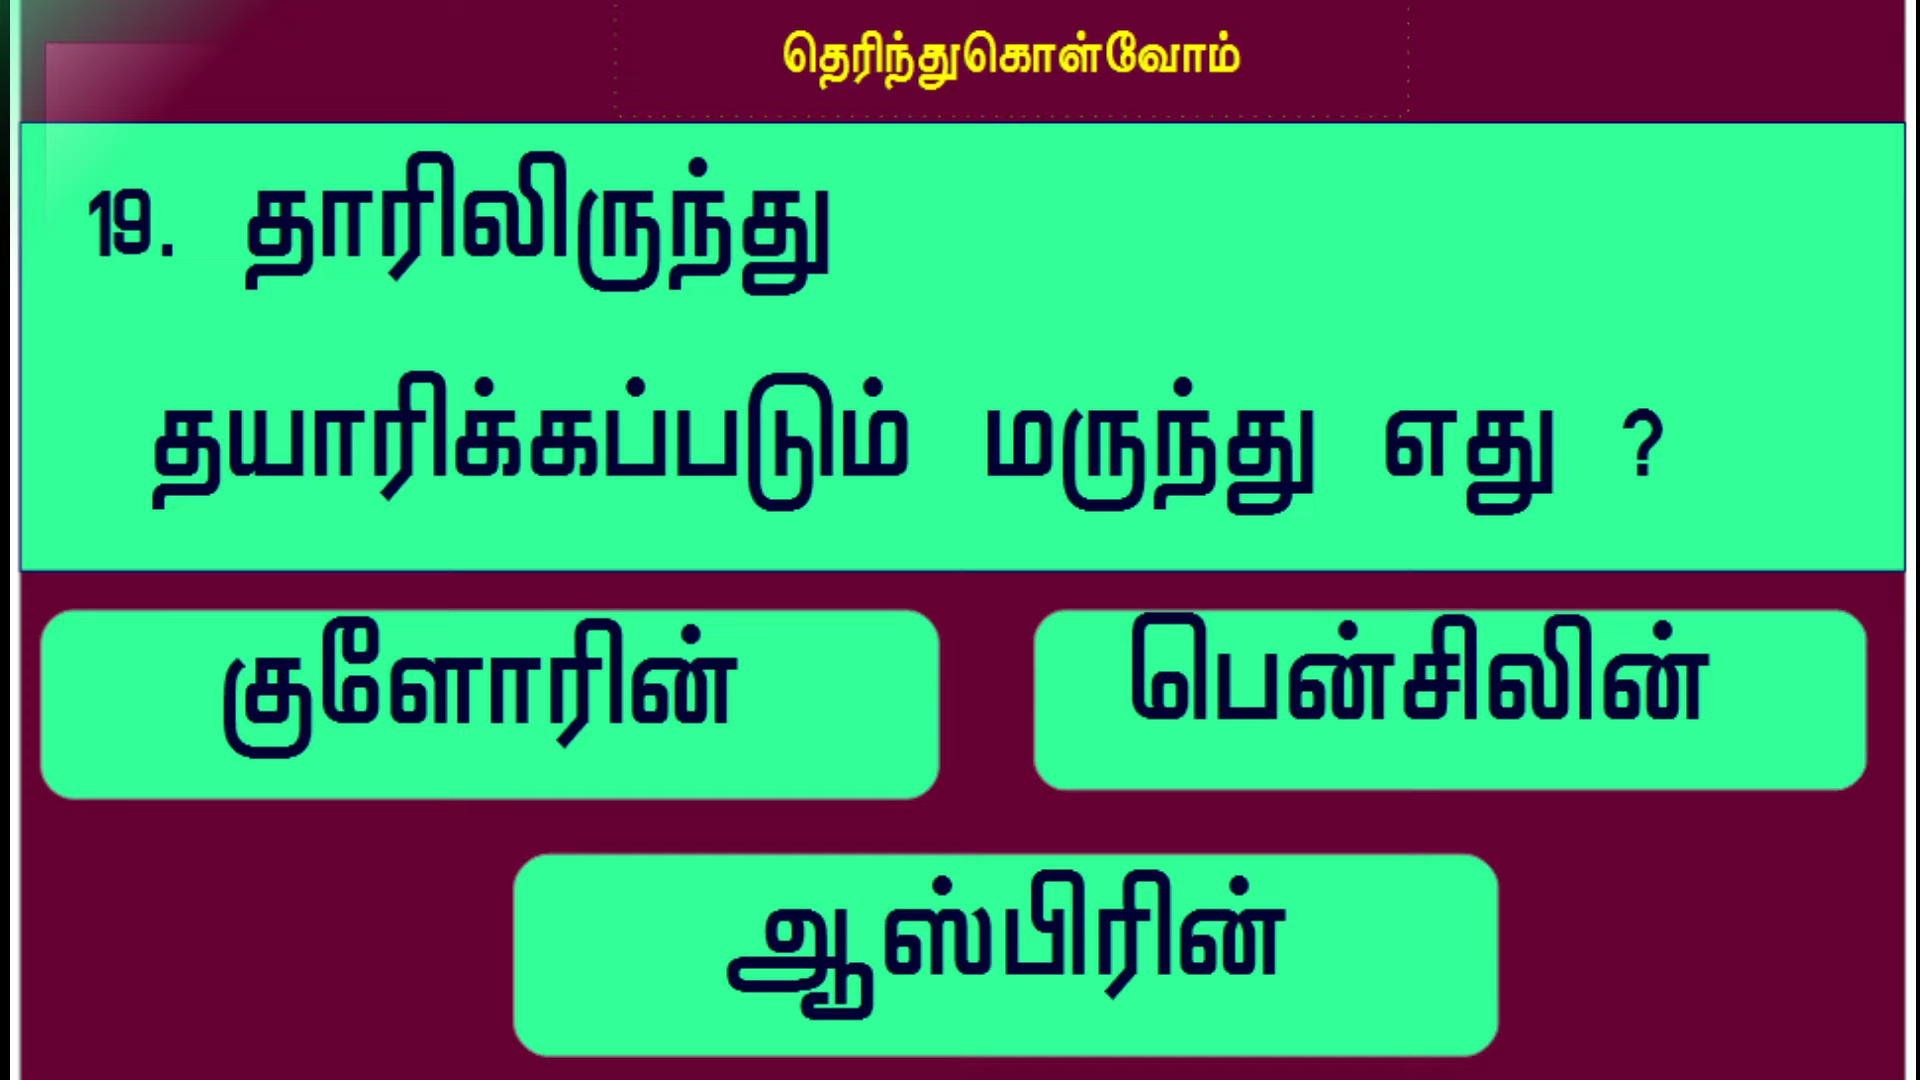 தெரிந்துகொள்வோம்
19. தாரிலிருந்து
தயாரிக்கப்படும் மருந்து எது ?
குளோரின்
பென்சிலின்
ஆஸ்பிரின்